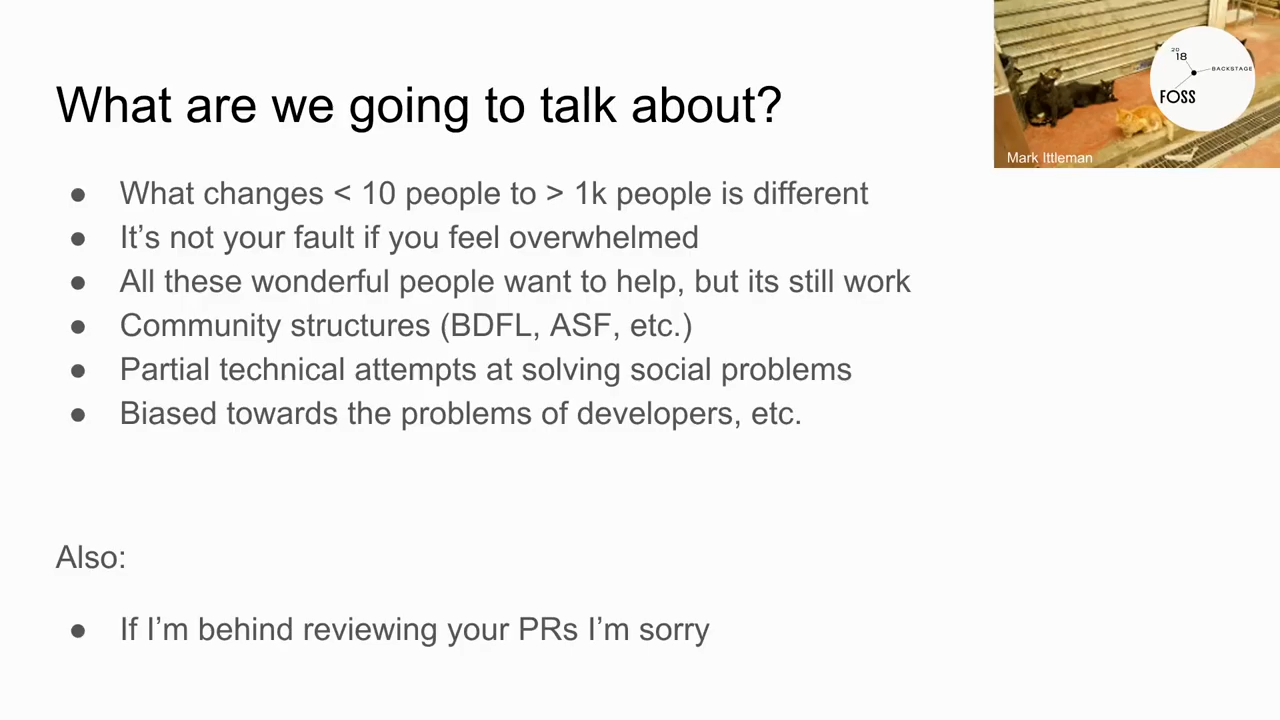 What are we going to talk about?
● What changes < 10 people to > 1k people is different
● It’s not your fault if you feel overwhelmed
● All these wonderful people want to help, but its still work
● Community structures (BDFL, ASF, etc.)
● Partial technical attempts at solving social problems
● Biased towards the problems of developers, etc.
Also:
● If I’m behind reviewing your PRs I’m sorry
Mark Ittleman
20
18
BACKSTAGE
FOSS